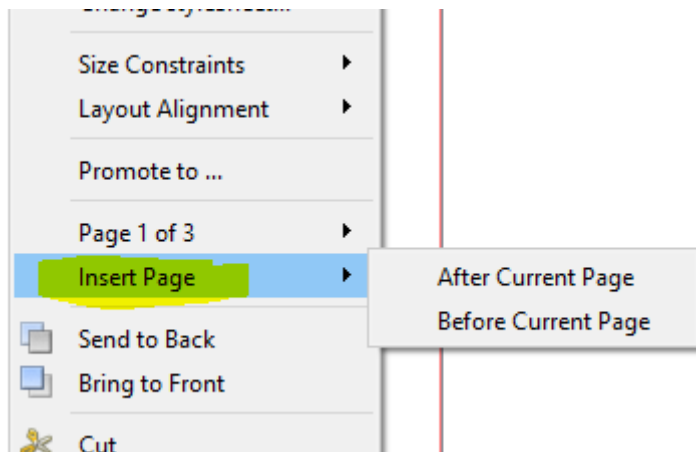 Size Constraints
Layout Alignment
Promote to ...
Page 1 of 3
Insert Page
After Current Page
Before Current Page
Send to Back
Bring to Front
Cut